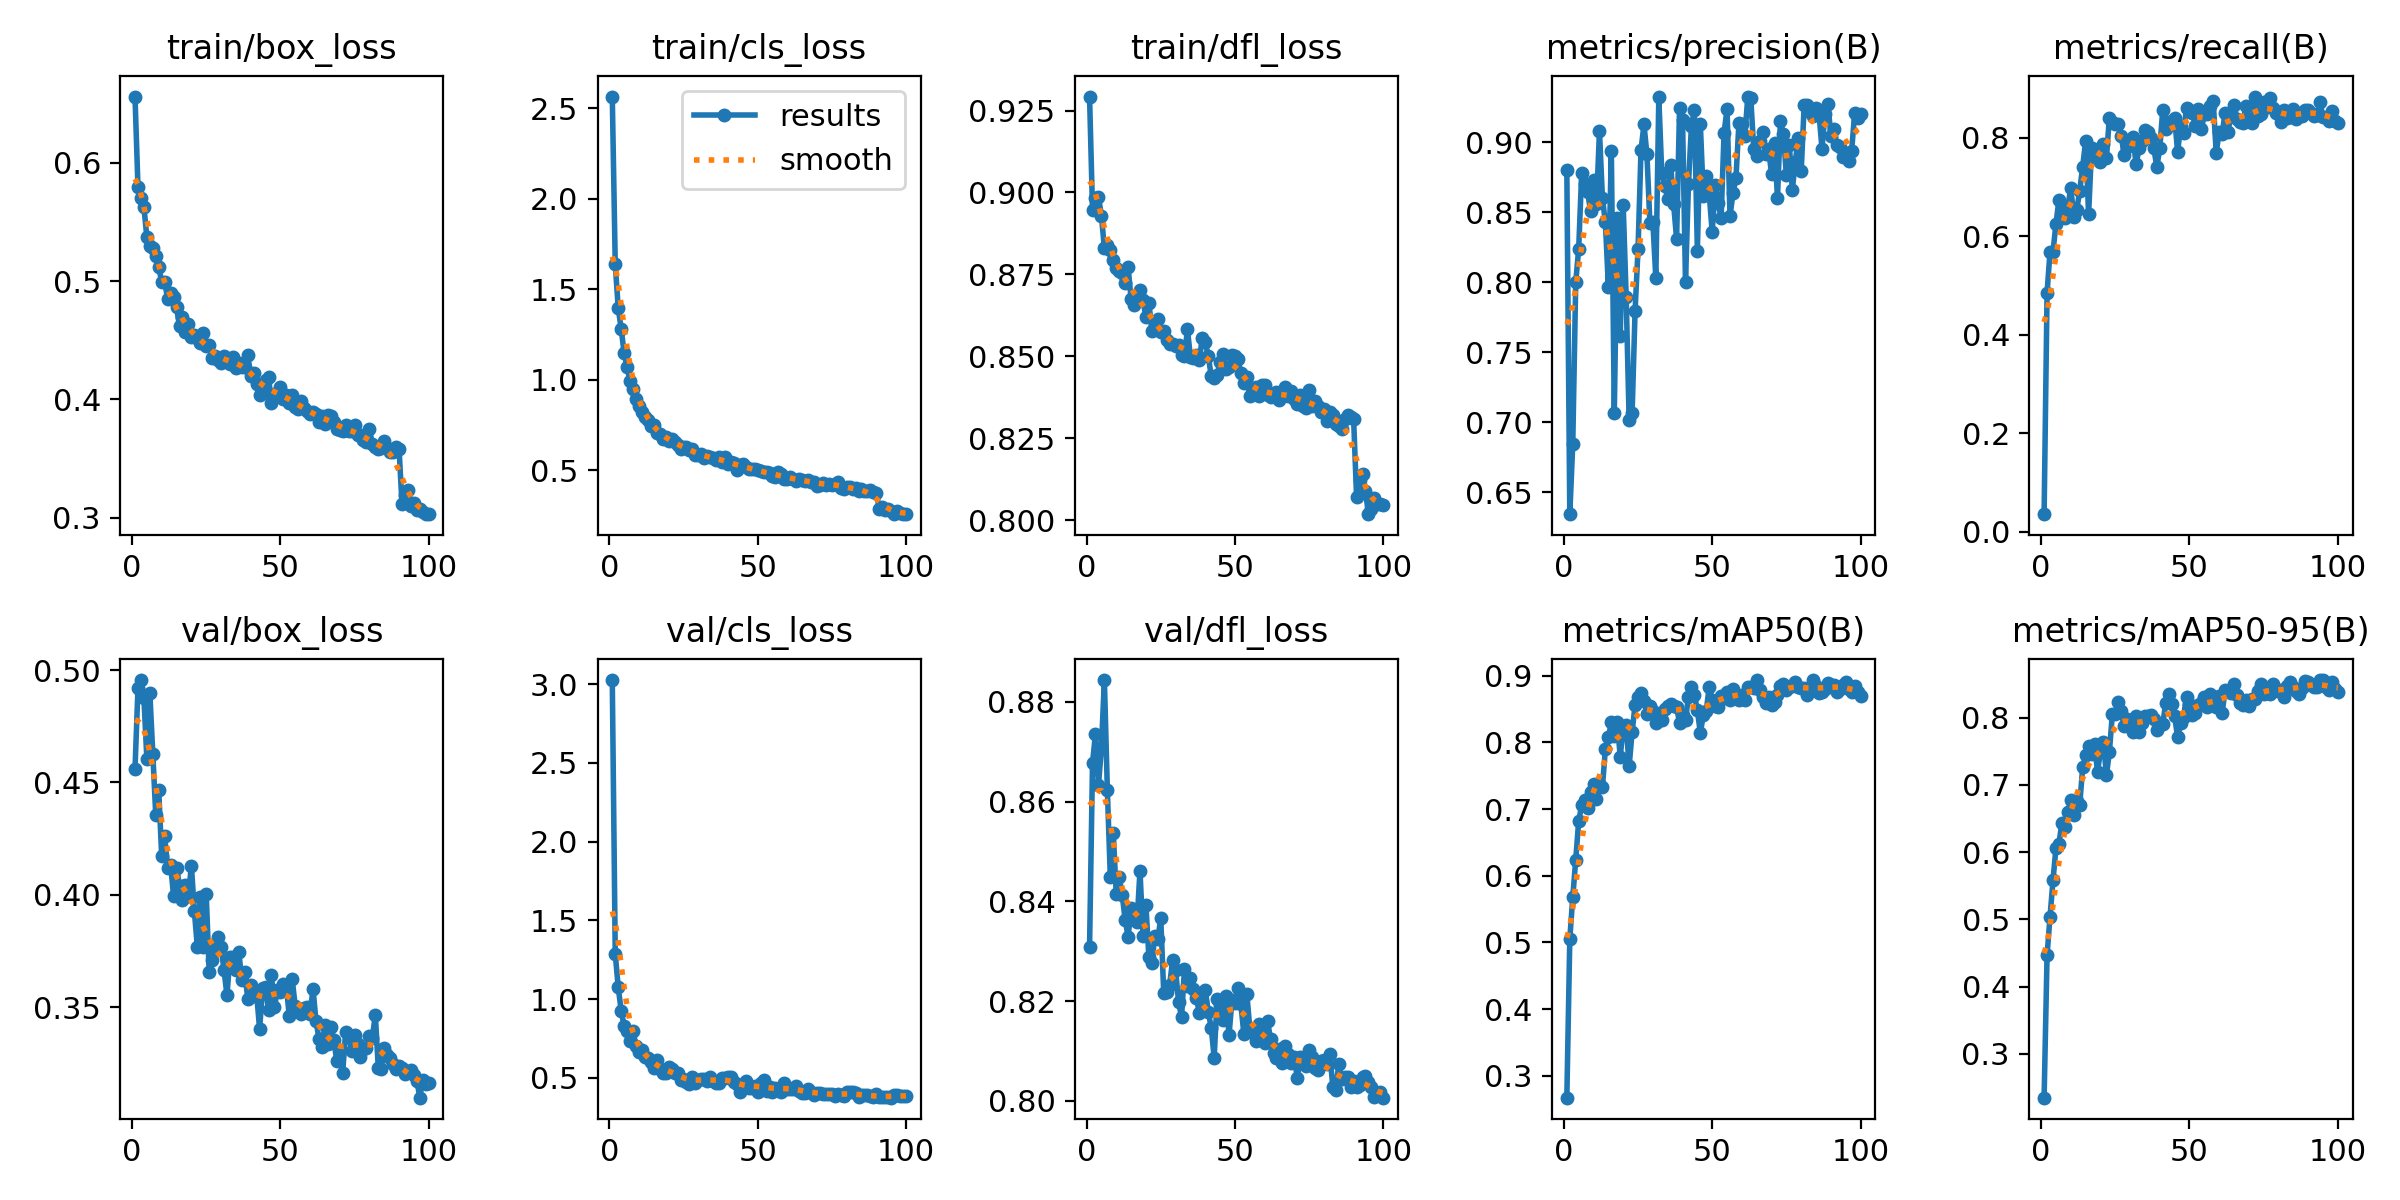 train/box_loss
0.6
0.5
0.4
0.3
0 50 100
train/cls_loss
results
smooth
2.5
2.0
1.5
1.0
0.5
0 50 100
train/dfl_loss
0.925
0.900
0.875
0.850
0.825
0.800
0 50 100
metrics/precision(B)
0.90
0.85
0.80
0.75
0.70
0.65
0 50 100
metrics/recall(B)
0.8
0.6
0.4
0.2
0.0
0 50 100
val/box_loss
0.50
0.45
0.40
0.35
0 50 100
val/cls_loss
3.0
2.5
2.0
1.5
1.0
0.5
0 50 100
val/dfl_loss
0.88
0.86
0.84
0.82
0.80
0 50 100
metrics/mAP50(B)
0.9
0.8
0.7
0.6
0.5
0.4
0.3
0 50 100
metrics/mAP50-95(B)
0.8
0.7
0.6
0.5
0.4
0.3
0 50 100